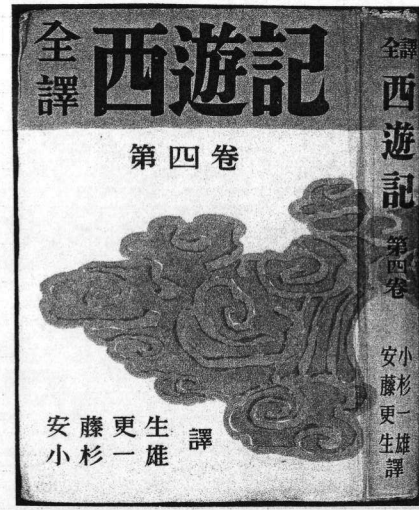 全譯 西遊記
第四卷
安藤更生
小杉一雄
譯
全譯 西遊記 第四卷
小杉一雄
安藤更生
譯